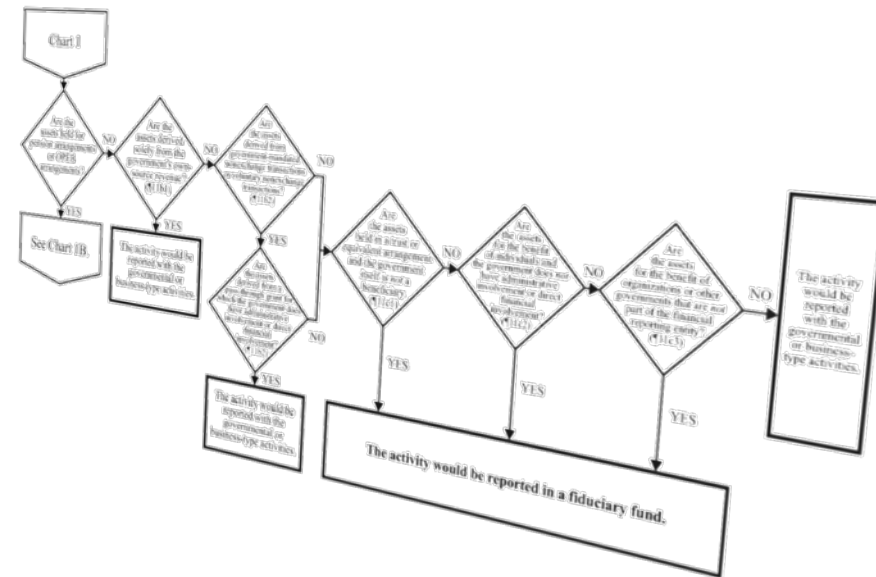 Chart 1
Are the
assets held for
pension arrangements
or OPEB
arrangements?
NO
YES
See Chart 1B.
Are the
assets derived
solely from the
government's own-
source revenue?
(¶11b1)
NO
YES
The activity would be
reported with the
governmental or
business-type activities.
Are
the assets
derived from
government-mandated
nonexchange transactions
or voluntary nonexchange
transactions?
(¶11b2)
NO
YES
Are
the assets
derived from a
pass-through grant for
which the government does
have administrative
involvement or direct
financial
involvement?
(¶11b2)
NO
YES
The activity would be
reported with the
governmental or
business-type activities.
Are
the assets
held in a trust or
equivalent arrangement
and the government
itself is not a
beneficiary
(¶11c1)
NO
YES
Are
the assets
for the benefit
of individuals and
the government does not
have administrative
involvement or direct
financial
involvement?
(¶11c2)
NO
YES
Are
the assets
for the benefit of
organizations or other
governments that are not
part of the financial
reporting entity?
(¶11c3)
NO
YES
The activity
would be
reported
with the
governmental
or business-
type activities.
The activity would be reported in a fiduciary fund.